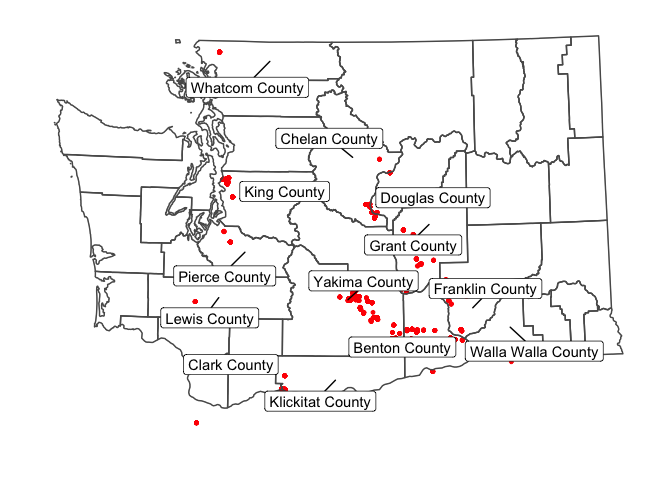 Whatcom County
Chelan County
King County
Douglas County
Grant County
Pierce County
Yakima County
Franklin County
Lewis County
Benton County
Walla Walla County
Clark County
Klickitat County